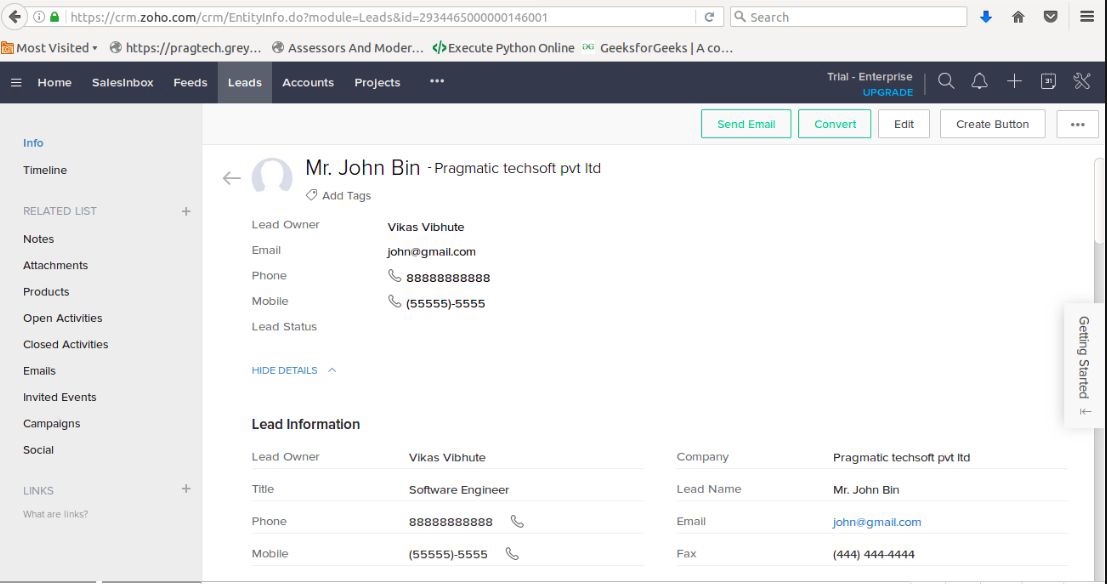 https://crm.zoho.com/crm/EntityInfo.do?module=Leads&id=2934465000000146001 Search
Most Visited https://pragtech.grey... Assessors And Moder... Execute Python Online GeeksforGeeks | A co...
Home SalesInbox Feeds Leads Accounts Projects ••• Trial - Enterprise
UPGRADE
31
Send Email Convert Edit Create Button •••
Info
Timeline
RELATED LIST +
Notes
Attachments
Products
Open Activities
Closed Activities
Emails
Invited Events
Campaigns
Social
LINKS +
What are links?
Mr. John Bin - Pragmatic techsoft pvt ltd
Add Tags
Lead Owner Vikas Vibhute
Email john@gmail.com
Phone 88888888888
Mobile (55555)-5555
Lead Status
HIDE DETAILS
Getting Started
Lead Information
Lead Owner Vikas Vibhute Company Pragmatic techsoft pvt ltd
Title Software Engineer Lead Name Mr. John Bin
Phone 88888888888 Email john@gmail.com
Mobile (55555)-5555 Fax (444) 444-4444